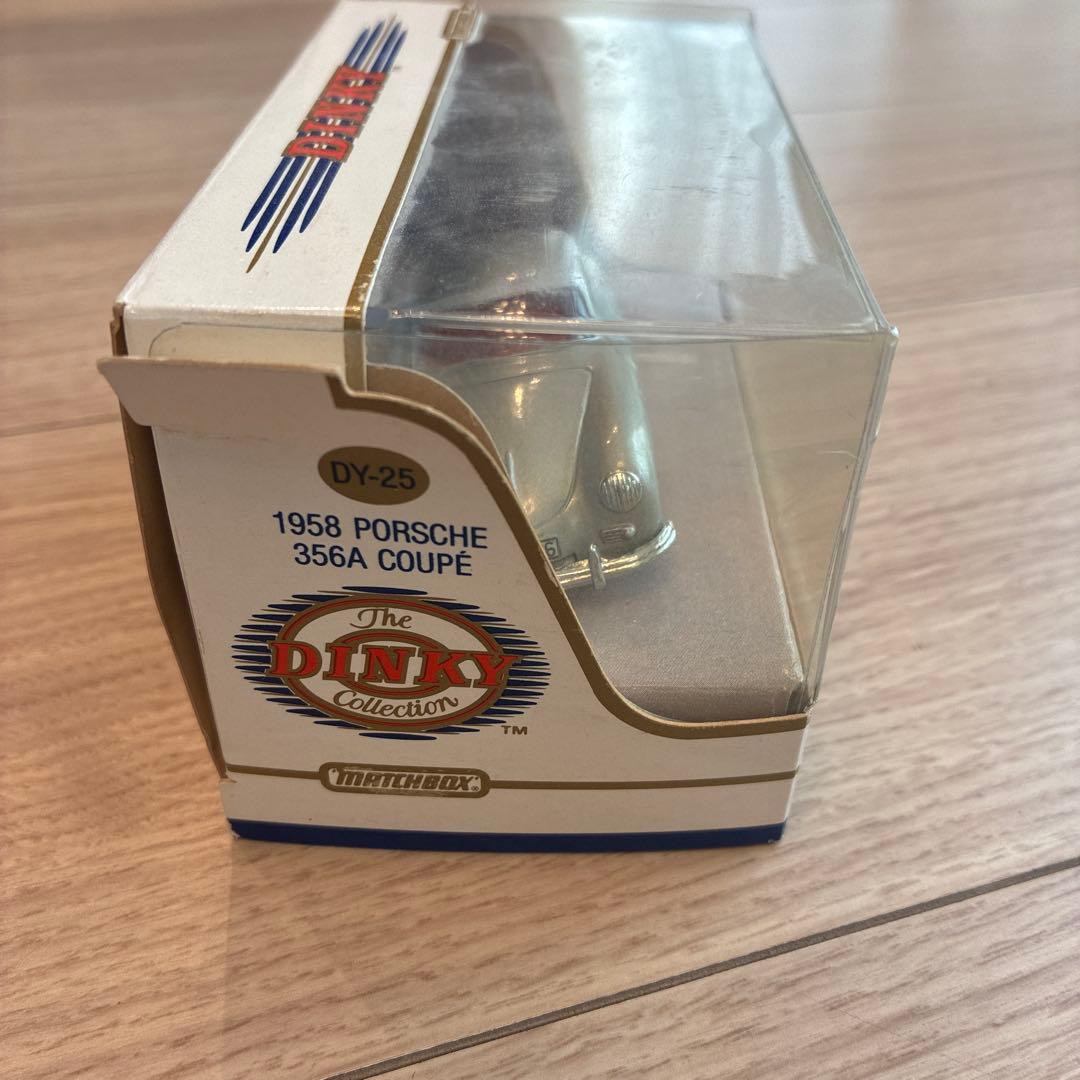 DINKY
DY-25
1958 PORSCHE
356A COUPÉ
The
DINKY
Collection
TM
MATCHBOX®